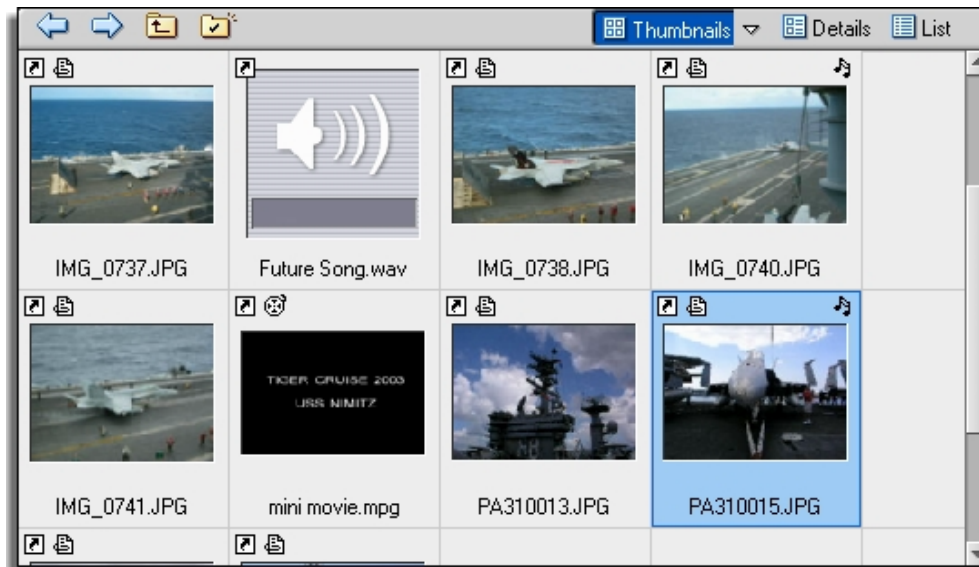 Thumbnails Details List
IMG_0737.JPG Future Song.wav IMG_0738.JPG IMG_0740.JPG
TIGER CRUISE 2003
USS NIMITZ
IMG_0741.JPG mini movie.mpg PA310013.JPG PA310015.JPG